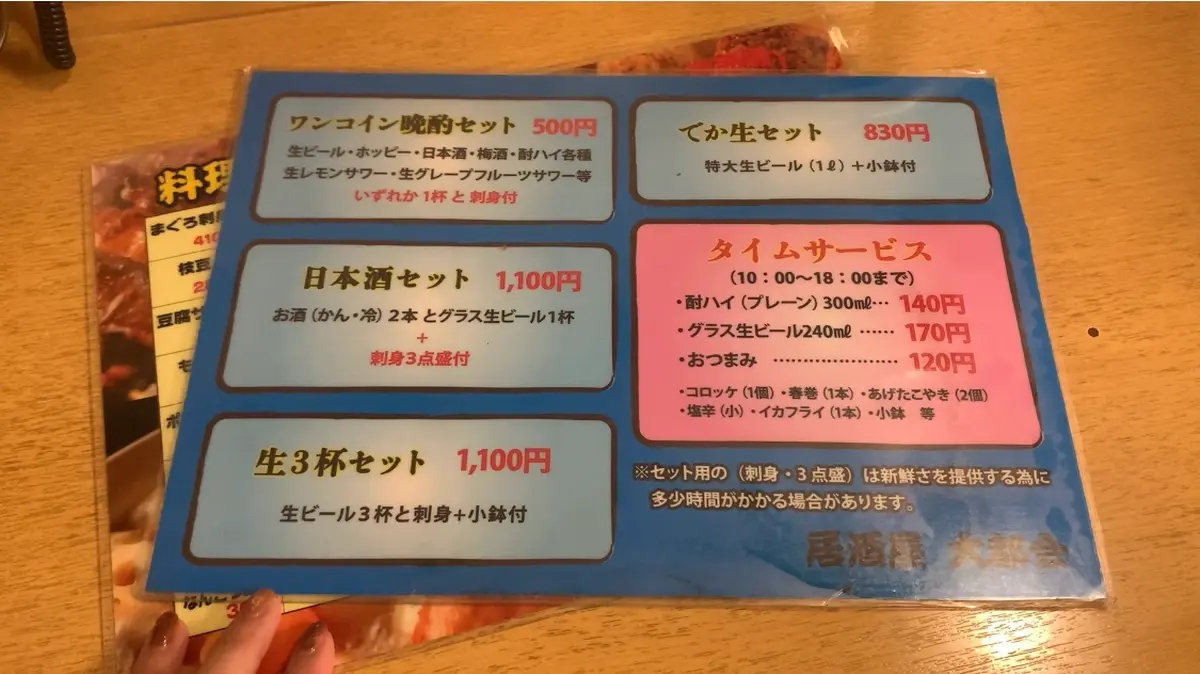 ワンコイン晩酌セット 500円
生ビール・ホッピー・日本酒・梅酒・酎ハイ各種
生レモンサワー・生グレープフルーツサワー等
いずれか1杯と刺身付
日本酒セット 1,100円
お酒(かん・冷)2本とグラス生ビール1杯
+
刺身3点盛付
生3杯セット 1,100円
生ビール3杯と刺身+小鉢付
でか生セット 830円
特大生ビール(1ℓ)+小鉢付
タイムサービス
(10:00〜18:00まで)
・酎ハイ(プレーン)300㎖… 140円
・グラス生ビール240㎖ …… 170円
・おつまみ ……………… 120円
・コロッケ(1個)・春巻(1本)・あげたこやき(2個)
・塩辛(小)・イカフライ(1本)・小鉢 等
※セット用の(刺身・3点盛)は新鮮さを提供する為に
多少時間がかかる場合があります。
居酒屋 大都会
料理
まぐろ刺
410
枝豆
豆腐サ
も
ポ
なんこつ